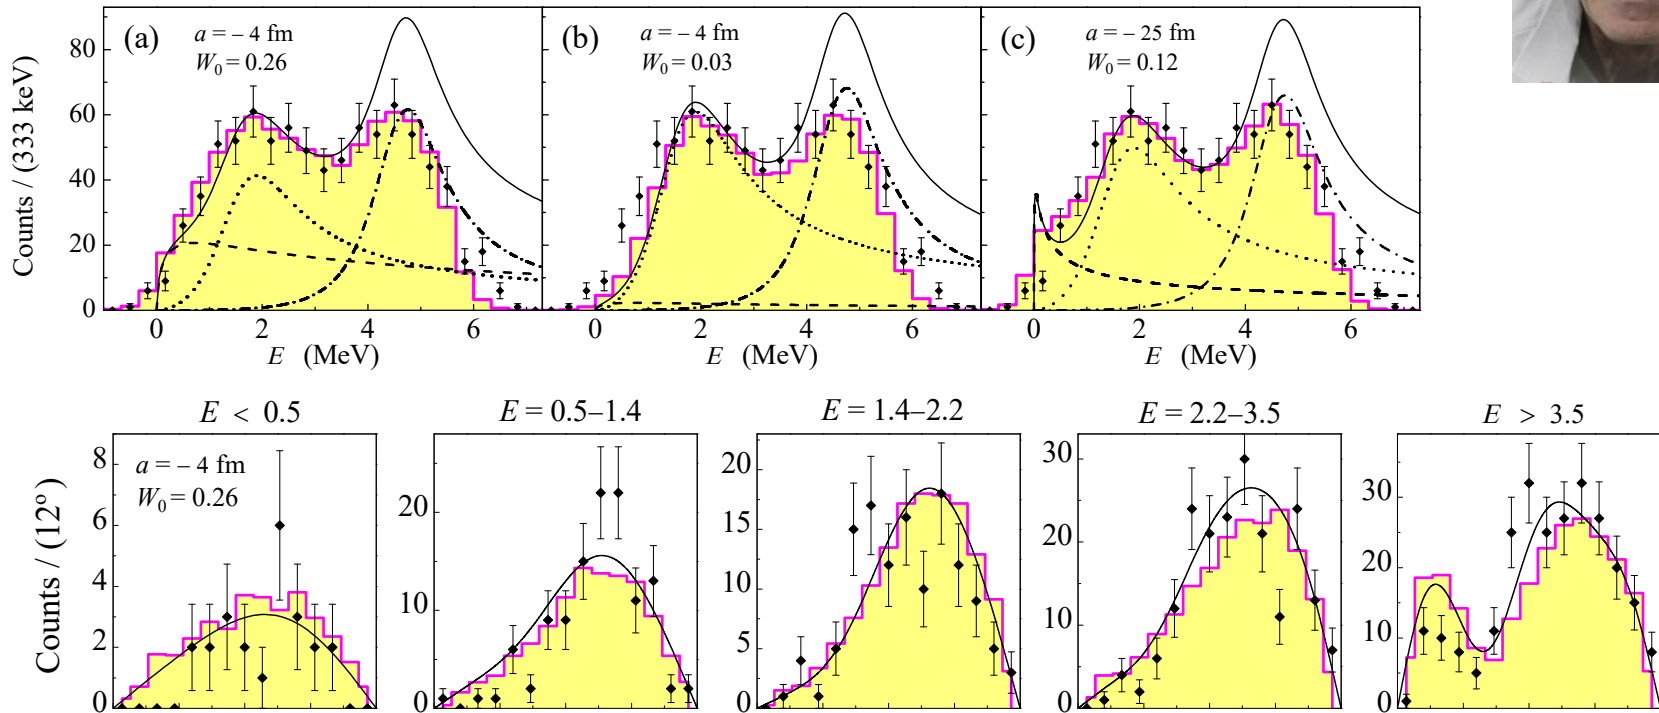 (a) a = – 4 fm W₀ = 0.26
(b) a = – 4 fm W₀ = 0.03
(c) a = – 25 fm W₀ = 0.12
Counts / (333 keV)
80
60
40
20
0
0 2 4 6
0 2 4 6
0 2 4 6
E (MeV)
E (MeV)
E (MeV)
E < 0.5
E = 0.5–1.4
E = 1.4–2.2
E = 2.2–3.5
E > 3.5
Counts / (12º)
a = – 4 fm
W₀ = 0.26
8
6
4
2
0
20
10
0
20
15
10
5
0
30
20
10
0
30
20
10
0